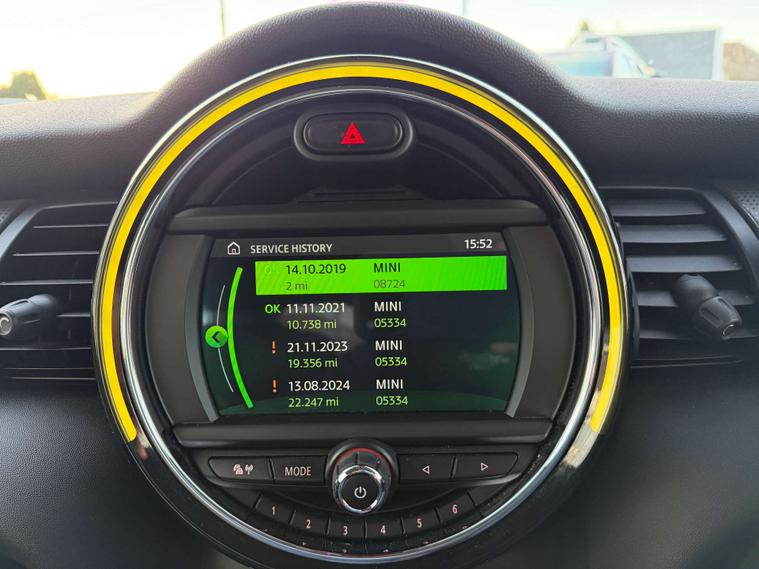 SERVICE HISTORY 15:52
OK 14.10.2019 MINI
2 mi 08724
OK 11.11.2021 MINI
10.738 mi 05334
! 21.11.2023 MINI
19.356 mi 05334
! 13.08.2024 MINI
22.247 mi 05334
MODE
1 2 3 4 5 6